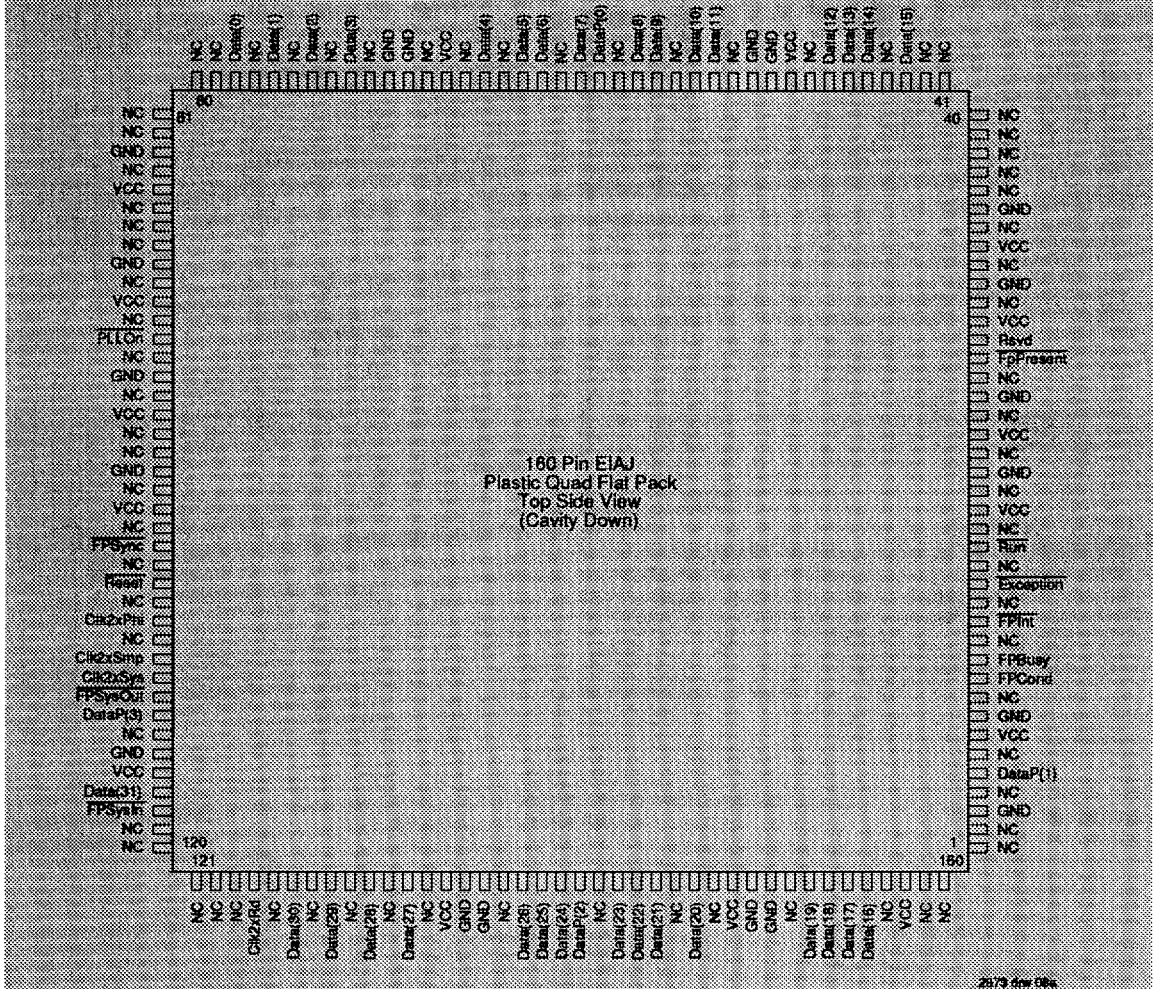 NC
NC
Data(0)
NC
Data(1)
NC
Data(2)
NC
Data(3)
NC
GND
GND
NC
VCC
NC
Data(4)
NC
Data(5)
Data(6)
NC
Data(7)
DataP(0)
NC
Data(8)
Data(9)
NC
Data(10)
Data(11)
NC
GND
GND
VCC
NC
Data(12)
Data(13)
Data(14)
NC
Data(15)
NC
NC
80
81
41
40
NC
NC
GND
NC
VCC
NC
NC
NC
GND
NC
VCC
NC
PLLOn
NC
GND
NC
VCC
NC
NC
GND
NC
VCC
NC
FPSync
NC
Reset
NC
Clk2xPhi
NC
Clk2xSmp
Clk2xSys
FPSysOut
DataP(3)
NC
GND
VCC
Data(31)
FPSysIn
NC
NC
160 Pin EIAJ
Plastic Quad Flat Pack
Top Side View
(Cavity Down)
NC
NC
NC
NC
NC
GND
NC
VCC
NC
GND
NC
VCC
Rsvd
FpPresent
NC
GND
NC
VCC
NC
GND
NC
VCC
NC
Run
NC
Exception
NC
FPInt
NC
FPBusy
FPCond
NC
GND
VCC
NC
DataP(1)
NC
GND
NC
NC
120
121
1
160
NC
NC
NC
Clk2xRd
NC
Data(30)
NC
Data(29)
NC
Data(28)
NC
Data(27)
NC
VCC
GND
GND
NC
Data(26)
Data(25)
Data(24)
DataP(2)
NC
Data(23)
Data(22)
Data(21)
NC
Data(20)
NC
VCC
GND
GND
NC
Data(19)
Data(18)
Data(17)
Data(16)
NC
VCC
NC
NC
2873 drw 08a